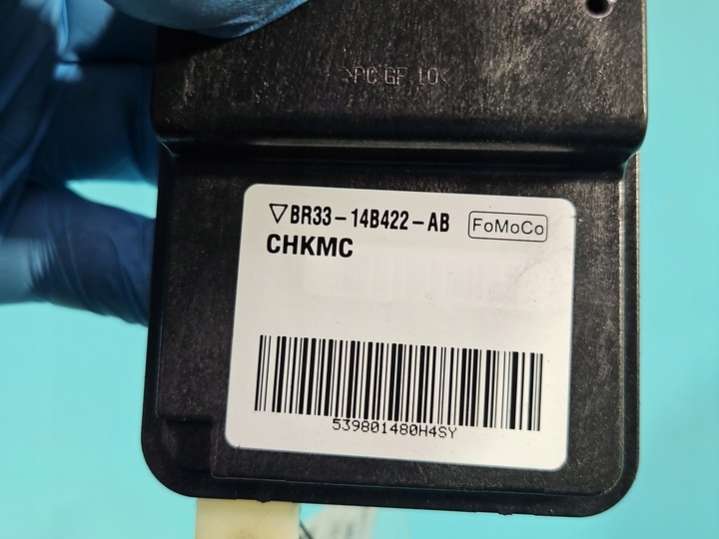 >PC GF 10<
▽BR33-14B422-AB FoMoCo
CHKMC
539801480H4SY